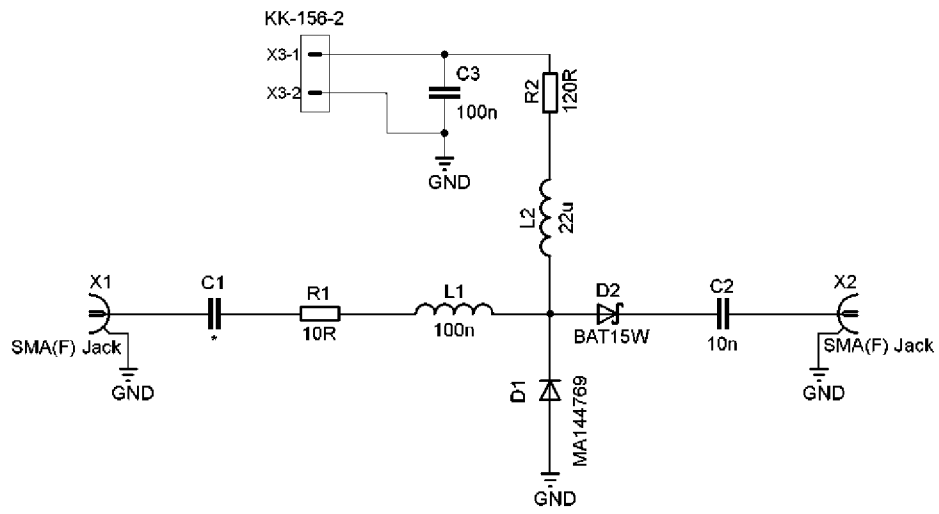 KK-156-2
X3-1
X3-2
C3
100n
R2
120R
GND
L2
22u
X1
SMA(F) Jack
GND
C1
*
R1
10R
L1
100n
D2
BAT15W
C2
10n
X2
SMA(F) Jack
GND
D1
MA144769
GND